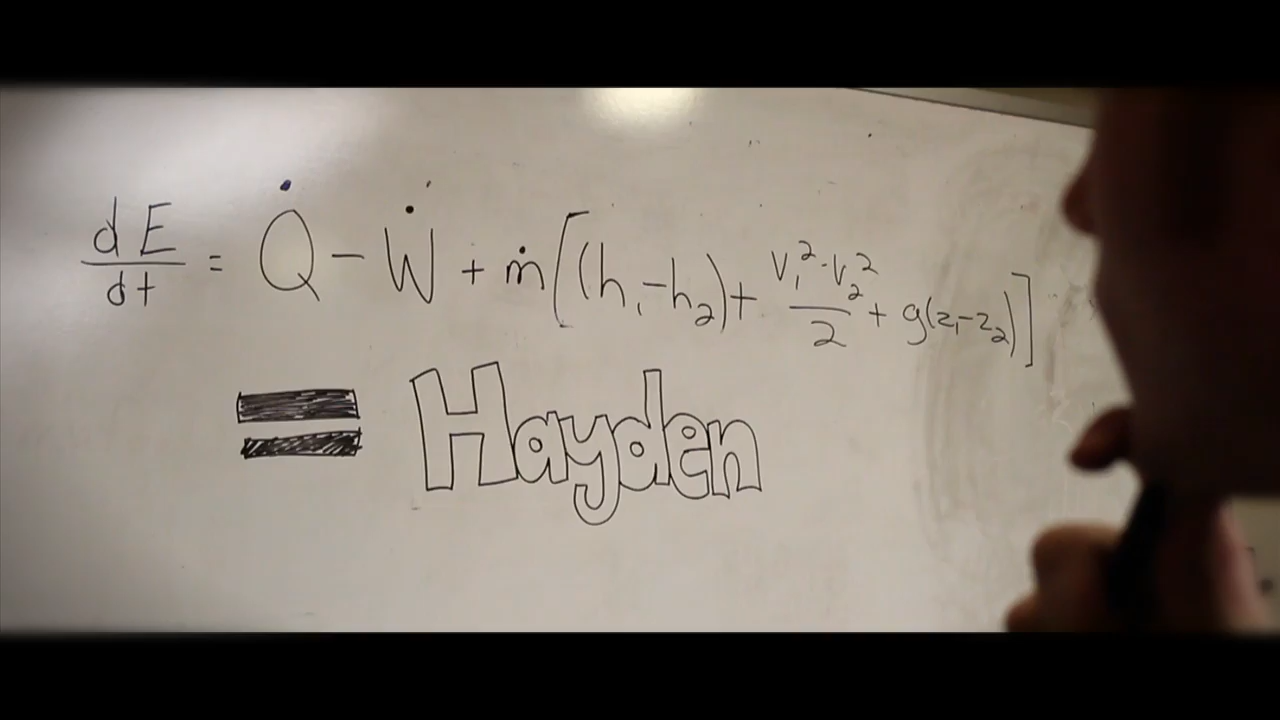 dE/dt = Q̇ - Ẇ + ṁ[(h₁-h₂) + (v₁²-v₂²)/2 + g(z₁-z₂)]
= Hayden